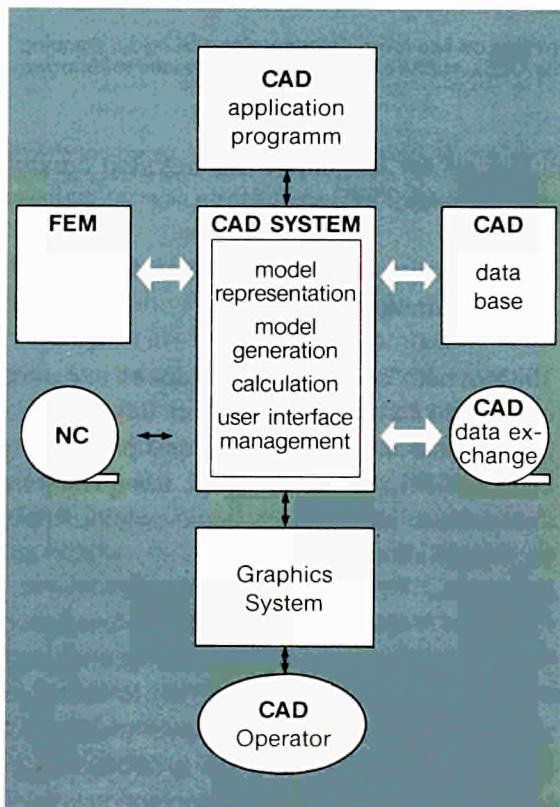 CAD
application
programm
FEM
CAD SYSTEM
model
representation
model
generation
calculation
user interface
management
CAD
data
base
NC
CAD
data ex-
change
Graphics
System
CAD
Operator